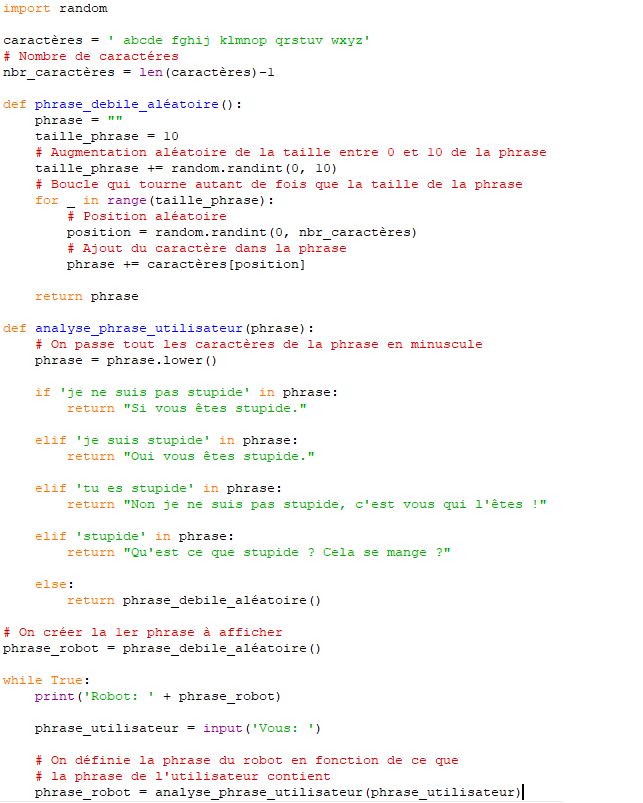 import random
caractères = ' abcde fghij klmnop qrstuv wxyz'
# Nombre de caractéres
nbr_caractères = len(caractères)-1
def phrase_debile_aléatoire():
phrase = ""
taille_phrase = 10
# Augmentation aléatoire de la taille entre 0 et 10 de la phrase
taille_phrase += random.randint(0, 10)
# Boucle qui tourne autant de fois que la taille de la phrase
for _ in range(taille_phrase):
# Position aléatoire
position = random.randint(0, nbr_caractères)
# Ajout du caractère dans la phrase
phrase += caractères[position]
return phrase
def analyse_phrase_utilisateur(phrase):
# On passe tout les caractères de la phrase en minuscule
phrase = phrase.lower()
if 'je ne suis pas stupide' in phrase:
return "Si vous êtes stupide."
elif 'je suis stupide' in phrase:
return "Oui vous êtes stupide."
elif 'tu es stupide' in phrase:
return "Non je ne suis pas stupide, c'est vous qui l'êtes !"
elif 'stupide' in phrase:
return "Qu'est ce que stupide ? Cela se mange ?"
else:
return phrase_debile_aléatoire()
# On créer la 1er phrase à afficher
phrase_robot = phrase_debile_aléatoire()
while True:
print('Robot: ' + phrase_robot)
phrase_utilisateur = input('Vous: ')
# On définie la phrase du robot en fonction de ce que
# la phrase de l'utilisateur contient
phrase_robot = analyse_phrase_utilisateur(phrase_utilisateur)